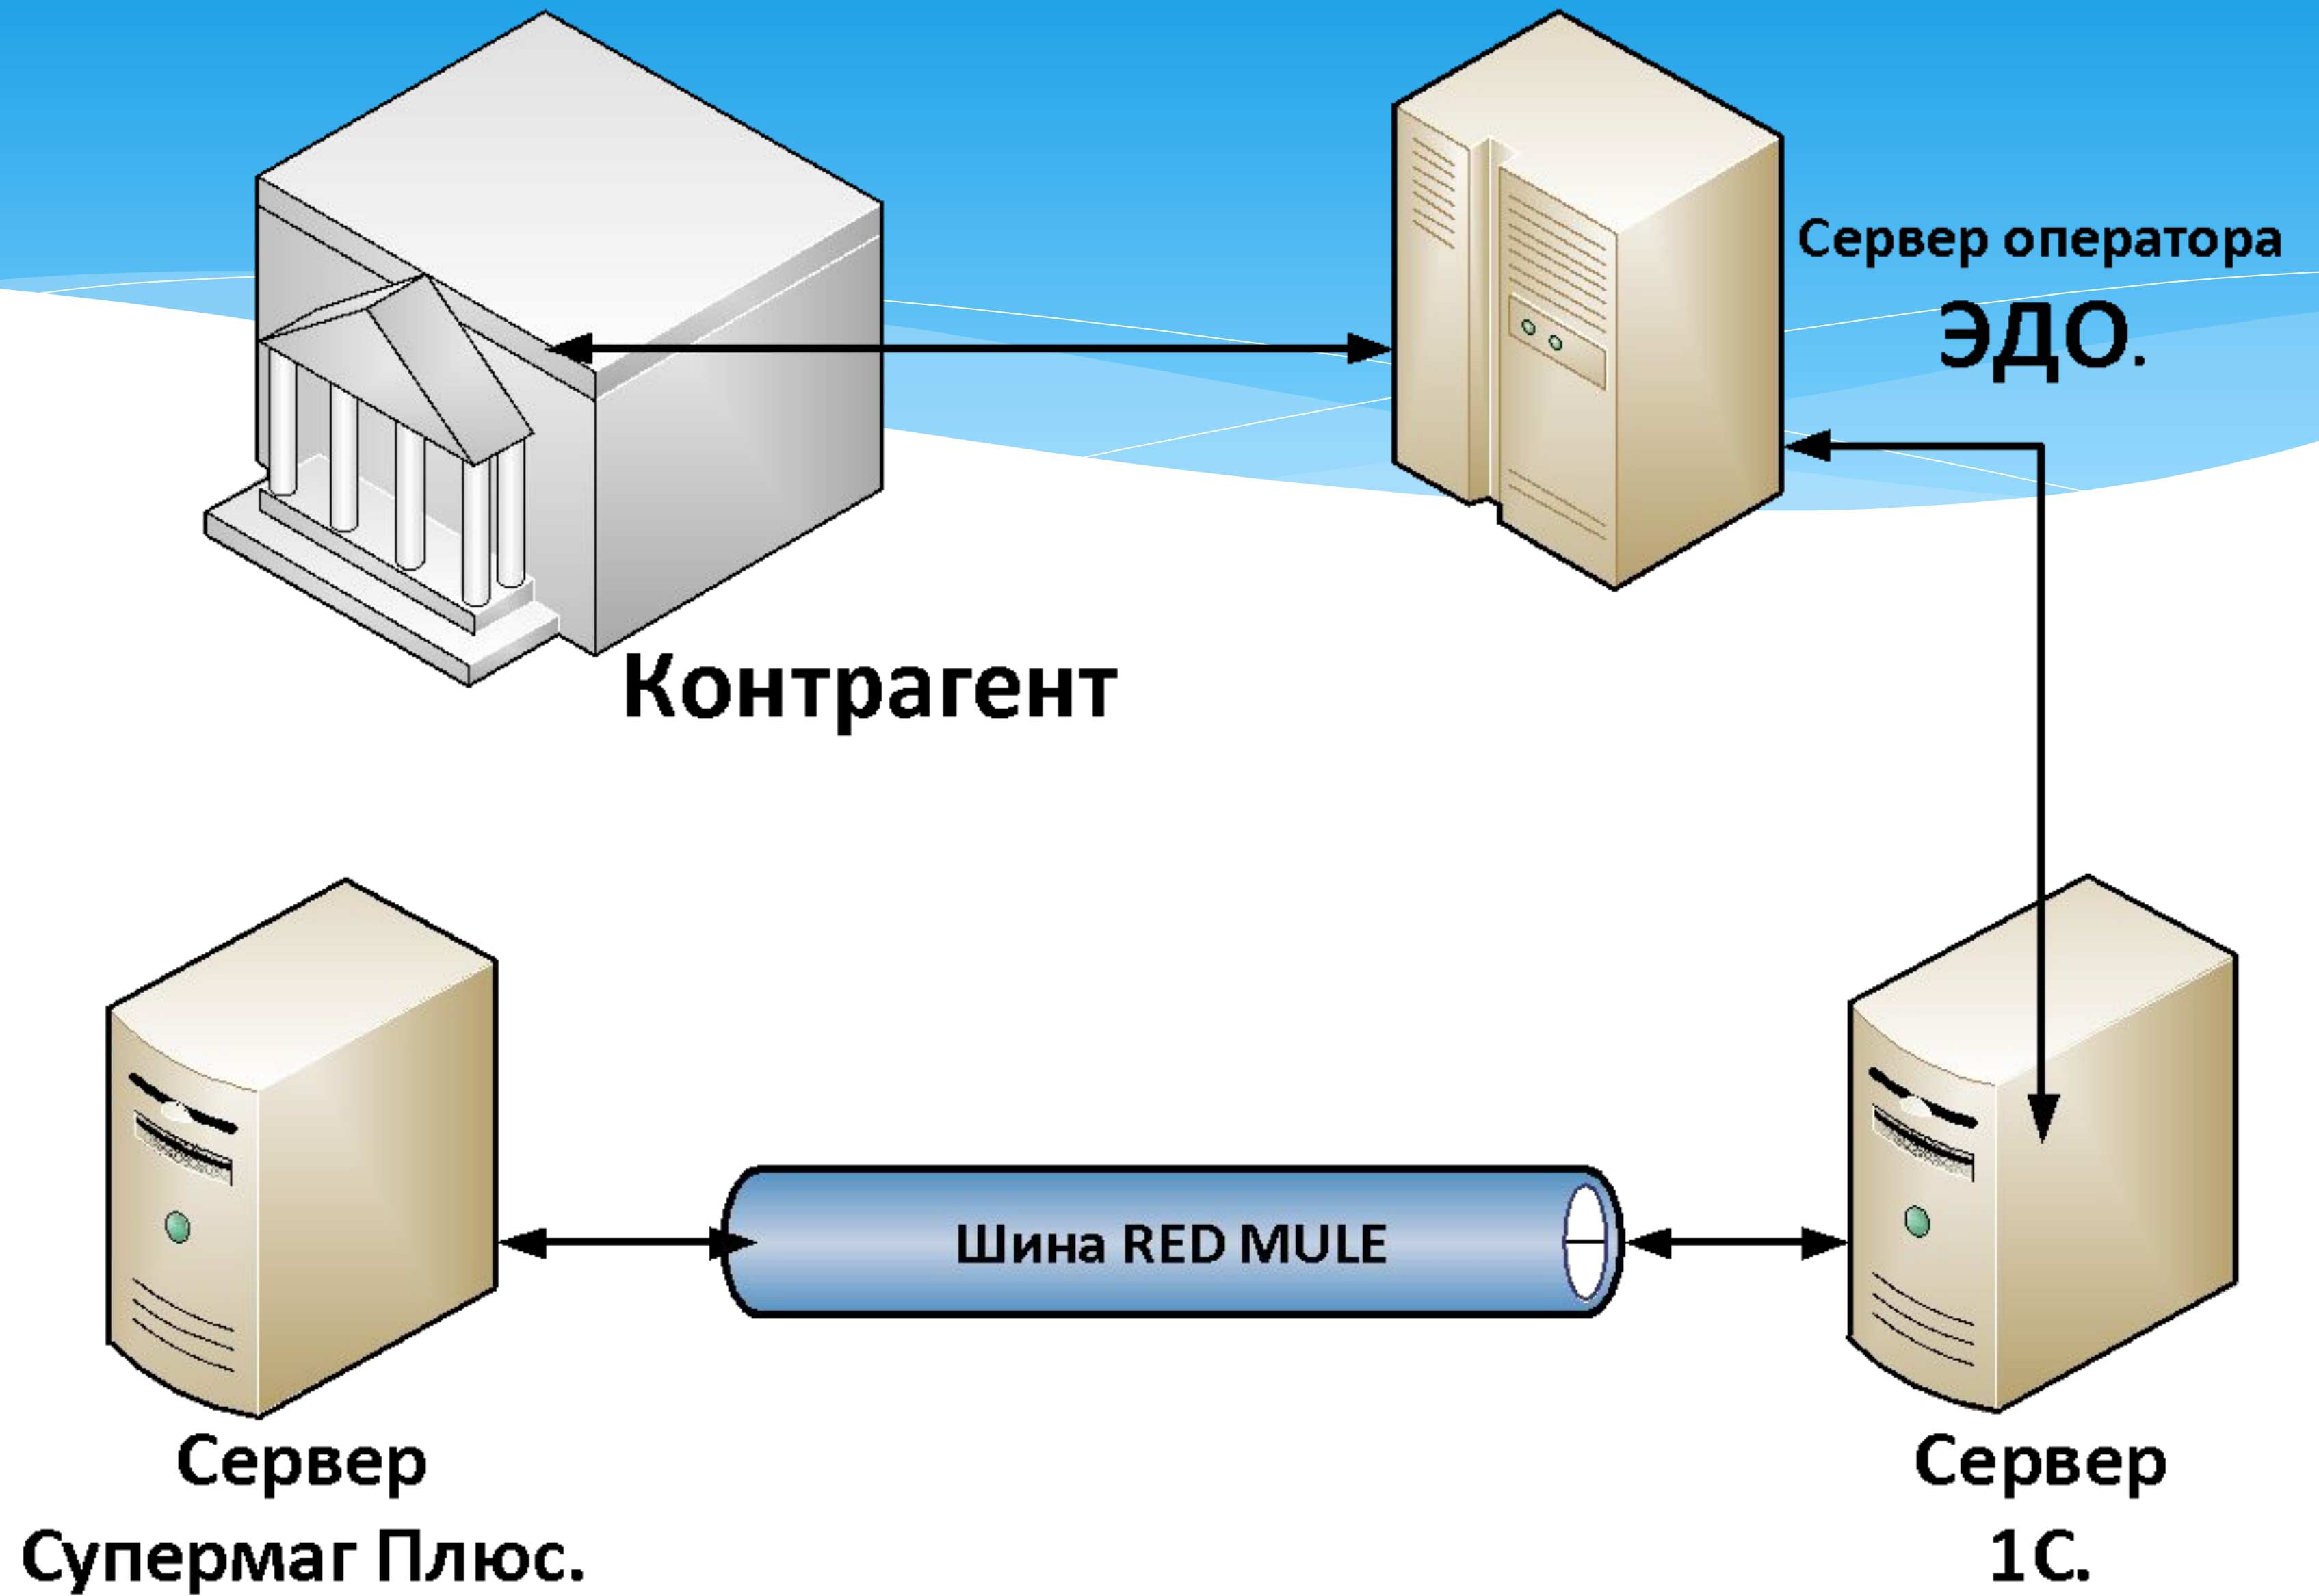 Сервер оператора
ЭДО.
Контрагент
Шина RED MULE
Сервер
Супермаг Плюс.
Сервер
1С.